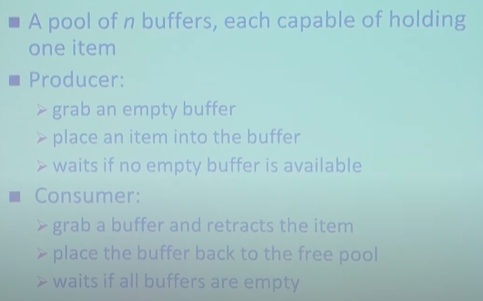 A pool of n buffers, each capable of holding
one item
Producer:
grab an empty buffer
place an item into the buffer
waits if no empty buffer is available
Consumer:
grab a buffer and retracts the item
place the buffer back to the free pool
waits if all buffers are empty